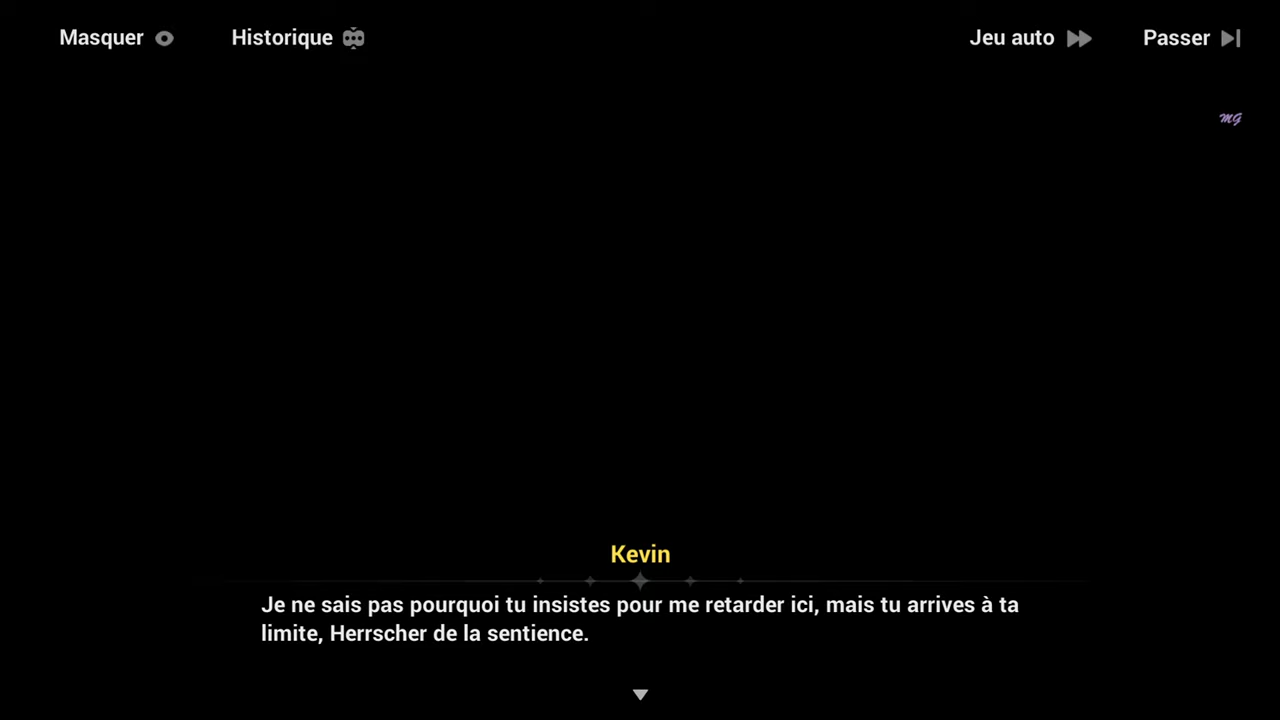 Masquer Historique Jeu auto Passer
MG
Kevin
Je ne sais pas pourquoi tu insistes pour me retarder ici, mais tu arrives à ta
limite, Herrscher de la sentience.